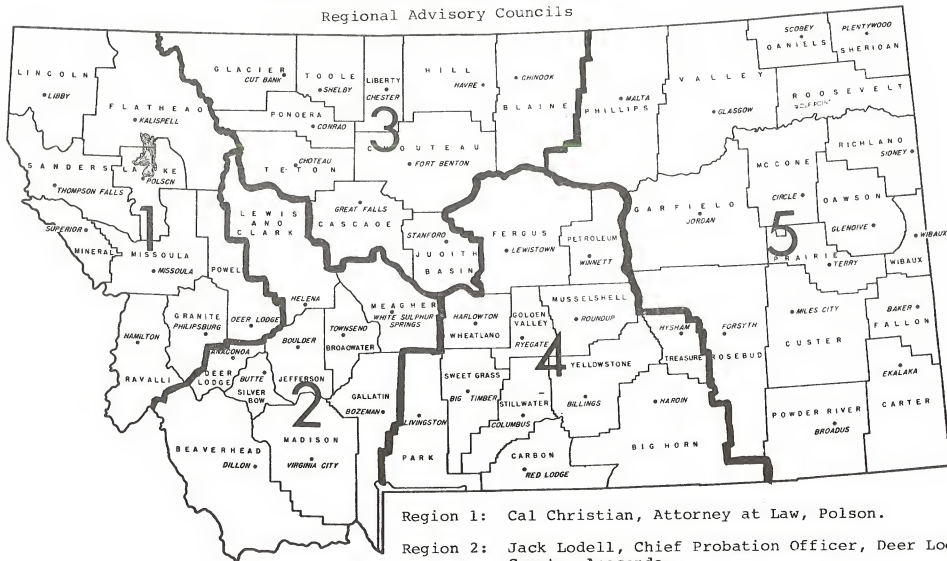 Regional Advisory Councils
LINCOLN
LIBBY
FLATHEAD
KALISPELL
GLACIER
CUT BANK
TOOLE
SHELBY
LIBERTY
CHESTER
HILL
HAVRE
CHINOOK
BLAINE
PHILLIPS
MALTA
VALLEY
GLASGOW
SCOBEY
DANIELS
PLENTYWOOD
SHERIDAN
ROOSEVELT
WOLF POINT
PONDERA
CONRAD
3
CHOUTEAU
FORT BENTON
TETON
CHOTEAU
SANDERS
THOMPSON FALLS
LAKE
POLSON
1
SUPERIOR
MINERAL
MISSOULA
MISSOULA
POWELL
LEWIS
AND
CLARK
HELENA
GREAT FALLS
CASCADE
STANFORD
JUDITH
BASIN
FERGUS
LEWISTOWN
PETROLEUM
WINNETT
GARFIELD
JORDAN
MCCONE
CIRCLE
RICHLAND
SIDNEY
DAWSON
GLENDIVE
5
PRAIRIE
TERRY
WIBAUX
WIBAUX
GRANITE
PHILIPSBURG
DEER LODGE
HAMILTON
RAVALLI
ANACONDA
DEER
LODGE
BUTTE
SILVER
BOW
BOULDER
JEFFERSON
TOWNSEND
BROADWATER
MEAGHER
WHITE SULPHUR
SPRINGS
2
GALLATIN
BOZEMAN
MADISON
VIRGINIA CITY
BEAVERHEAD
DILLON
HARLOWTON
WHEATLAND
GOLDEN
VALLEY
RYEGATE
MUSSELSHELL
ROUNDUP
4
YELLOWSTONE
BILLINGS
SWEET GRASS
BIG TIMBER
STILLWATER
COLUMBUS
LIVINGSTON
PARK
CARBON
RED LODGE
HYSHAM
TREASURE
HARDIN
BIG HORN
FORSYTH
ROSEBUD
MILES CITY
CUSTER
BAKER
FALLON
EKALAKA
CARTER
POWDER RIVER
BROADUS
Region 1: Cal Christian, Attorney at Law, Polson.
Region 2: Jack Lodell, Chief Probation Officer, Deer